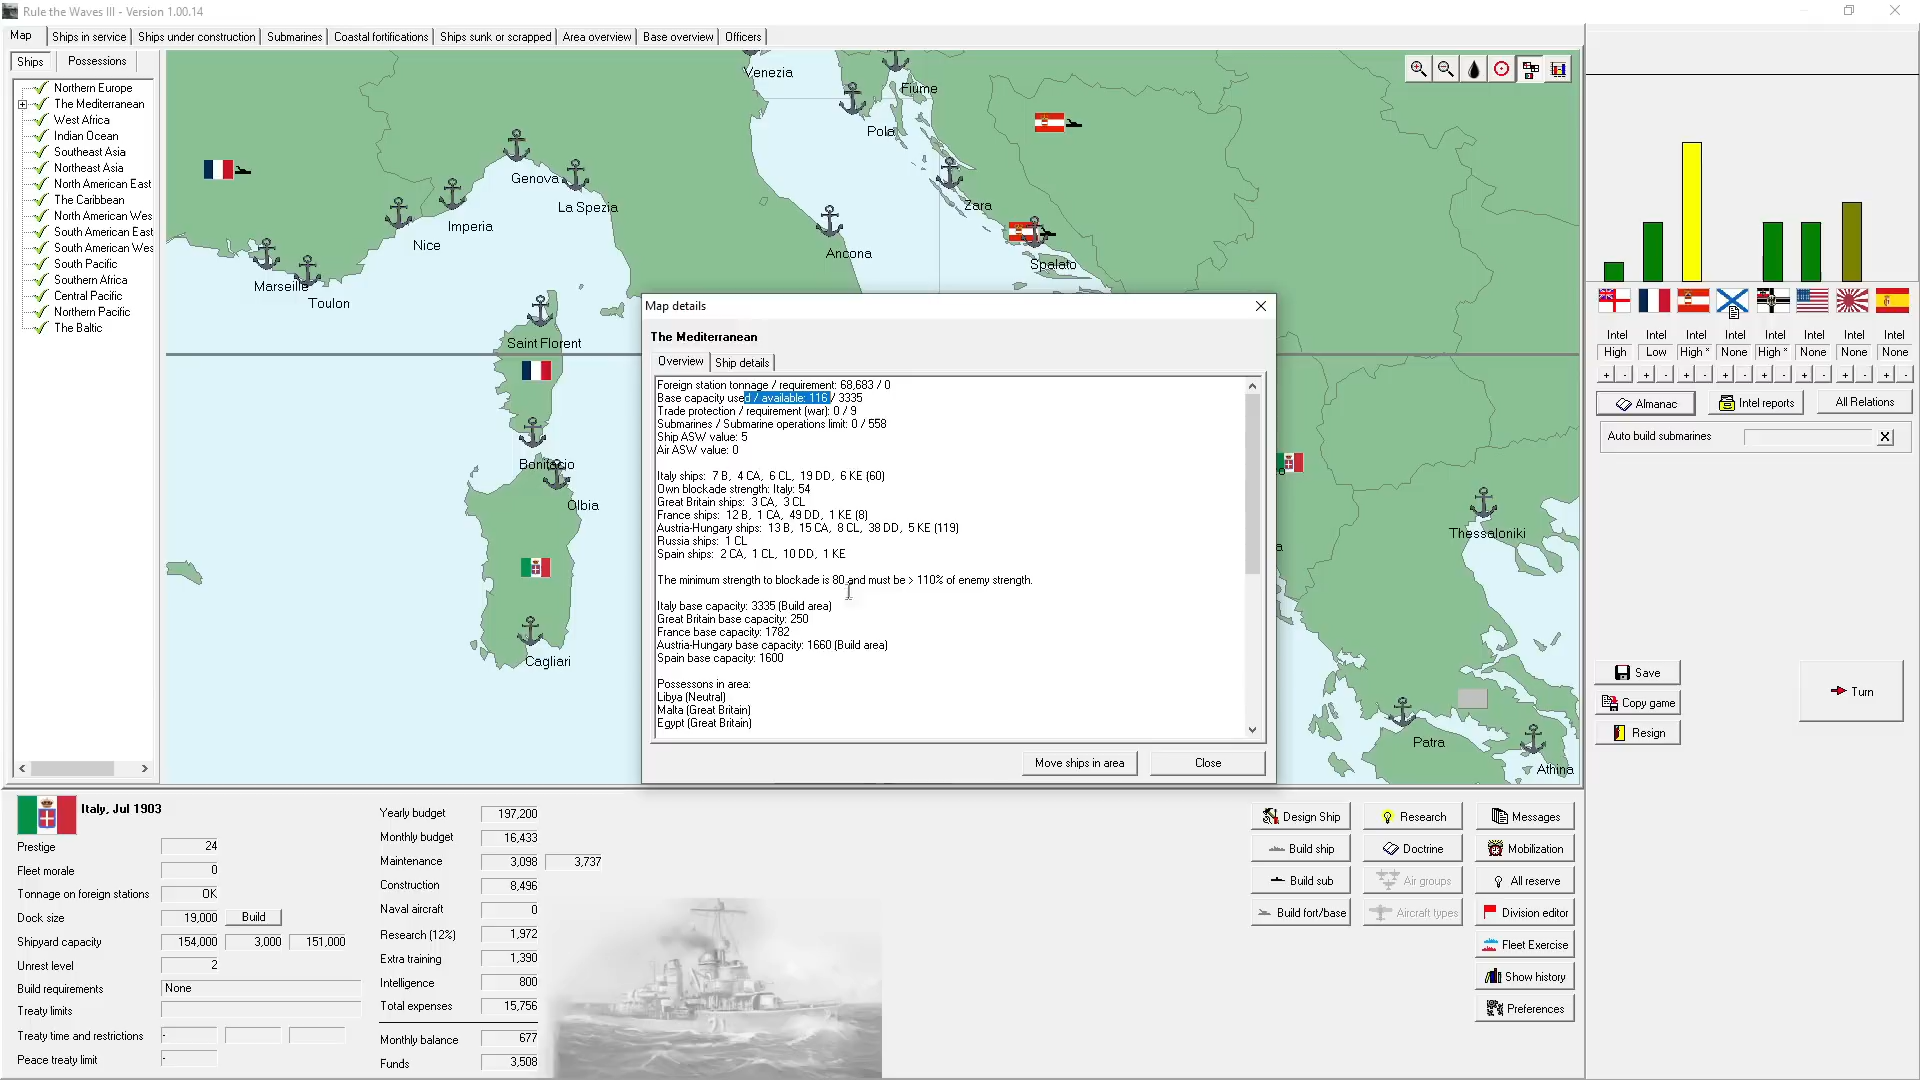 Rule the Waves III - Version 1.00.14
Map
Ships in service
Ships under construction
Submarines
Coastal fortifications
Ships sunk or scrapped
Area overview
Base overview
Officers
Ships
Possessions
Northern Europe
The Mediterranean
West Africa
Indian Ocean
Southeast Asia
Northeast Asia
North American East
The Caribbean
North American Wes
South American East
South American Wes
South Pacific
Southern Africa
Central Pacific
Northern Pacific
The Baltic
Venezia
Fiume
Pola
Genova
La Spezia
Zara
Imperia
Nice
Ancona
Spalato
Marseille
Toulon
Saint Florent
Bonifacio
Olbia
Cagliari
Thessaloniki
Patra
Athina
Map details
The Mediterranean
Overview
Ship details
Foreign station tonnage / requirement: 68,683 / 0
Base capacity used / available: 116 / 3335
Trade protection / requirement (war): 0 / 9
Submarines / Submarine operations limit: 0 / 558
Ship ASW value: 5
Air ASW value: 0
Italy ships: 7 B, 4 CA, 6 CL, 19 DD, 6 KE (60)
Own blockade strength: Italy: 54
Great Britain ships: 3 CA, 3 CL
France ships: 12 B, 1 CA, 49 DD, 1 KE (8)
Austria-Hungary ships: 13 B, 15 CA, 8 CL, 38 DD, 5 KE (119)
Russia ships: 1 CL
Spain ships: 2 CA, 1 CL, 10 DD, 1 KE
The minimum strength to blockade is 80 and must be > 110% of enemy strength.
Italy base capacity: 3335 (Build area)
Great Britain base capacity: 250
France base capacity: 1782
Austria-Hungary base capacity: 1660 (Build area)
Spain base capacity: 1600
Possessons in area:
Libya (Neutral)
Malta (Great Britain)
Egypt (Great Britain)
Move ships in area
Close
Intel Intel Intel Intel Intel Intel Intel Intel
High Low High * None High * None None None
+ - + - + - + - + - + - + - + -
Almanac
Intel reports
All Relations
Auto build submarines
X
Save
Copy game
Resign
Turn
Italy, Jul 1903
Prestige 24
Fleet morale 0
Tonnage on foreign stations OK
Dock size 19,000 Build
Shipyard capacity 154,000 3,000 151,000
Unrest level 2
Build requirements None
Treaty limits
Treaty time and restrictions -
Peace treaty limit -
Yearly budget 197,200
Monthly budget 16,433
Maintenance 3,098 3,737
Construction 8,496
Naval aircraft 0
Research (12%) 1,972
Extra training 1,390
Intelligence 800
Total expenses 15,756
Monthly balance 677
Funds 3,508
Design Ship
Research
Messages
Build ship
Doctrine
Mobilization
Build sub
Air groups
All reserve
Build fort/base
Aircraft types
Division editor
Fleet Exercise
Show history
Preferences